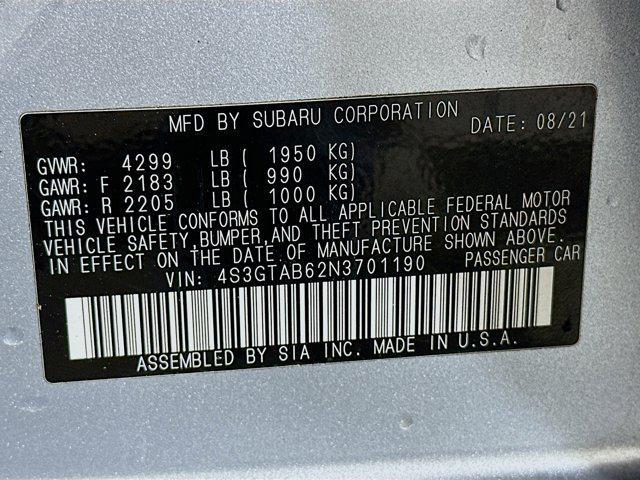 MFD BY SUBARU CORPORATION DATE: 08/21
GVWR: 4299 LB ( 1950 KG)
GAWR: F 2183 LB ( 990 KG)
GAWR: R 2205 LB ( 1000 KG)
THIS VEHICLE CONFORMS TO ALL APPLICABLE FEDERAL MOTOR
VEHICLE SAFETY, BUMPER, AND THEFT PREVENTION STANDARDS
IN EFFECT ON THE DATE OF MANUFACTURE SHOWN ABOVE.
VIN: 4S3GTAB62N3701190 PASSENGER CAR
ASSEMBLED BY SIA INC. MADE IN U.S.A.